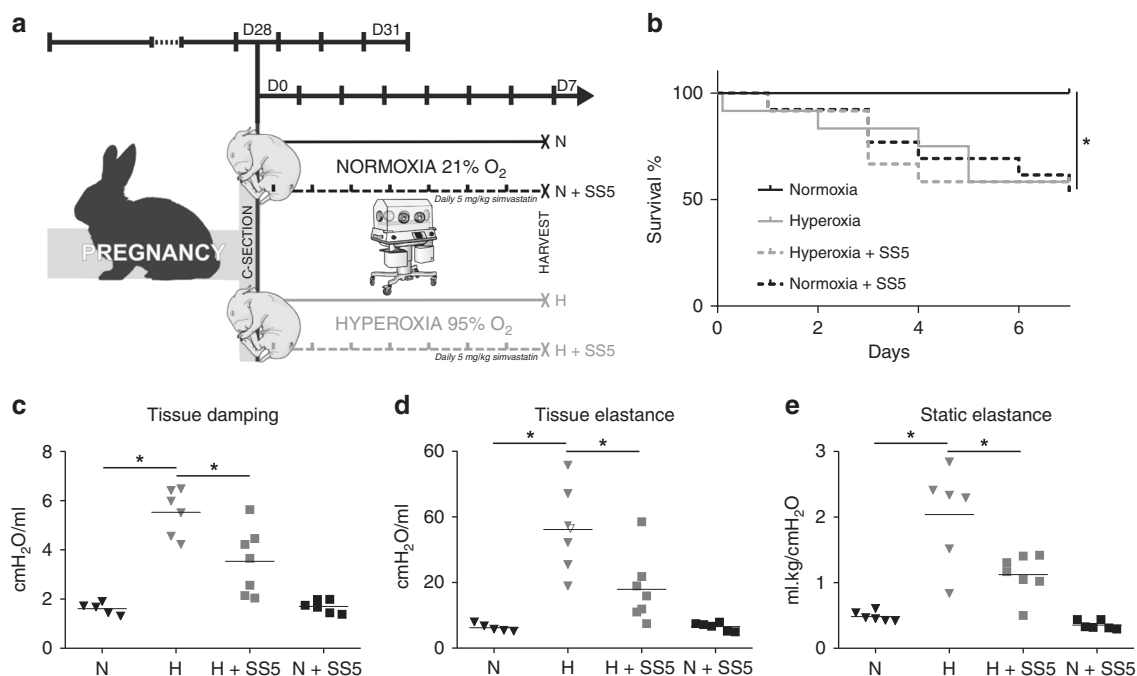 a
D28
D31
D0
D7
N
NORMOXIA 21% O₂
N + SS5
Daily 5 mg/kg simvastatin
PREGNANCY
C-SECTION
HARVEST
H
HYPEROXIA 95% O₂
H + SS5
Daily 5 mg/kg simvastatin
b
100
50
0
Survival %
*
Normoxia
Hyperoxia
Hyperoxia + SS5
Normoxia + SS5
0 2 4 6
Days
c
Tissue damping
8
6
4
2
0
cmH₂O/ml
* *
N H H + SS5 N + SS5
d
Tissue elastance
60
60
20
0
cmH₂O/ml
* *
N H H + SS5 N + SS5
e
Static elastance
3
2
1
0
ml.kg/cmH₂O
* *
N H H + SS5 N + SS5